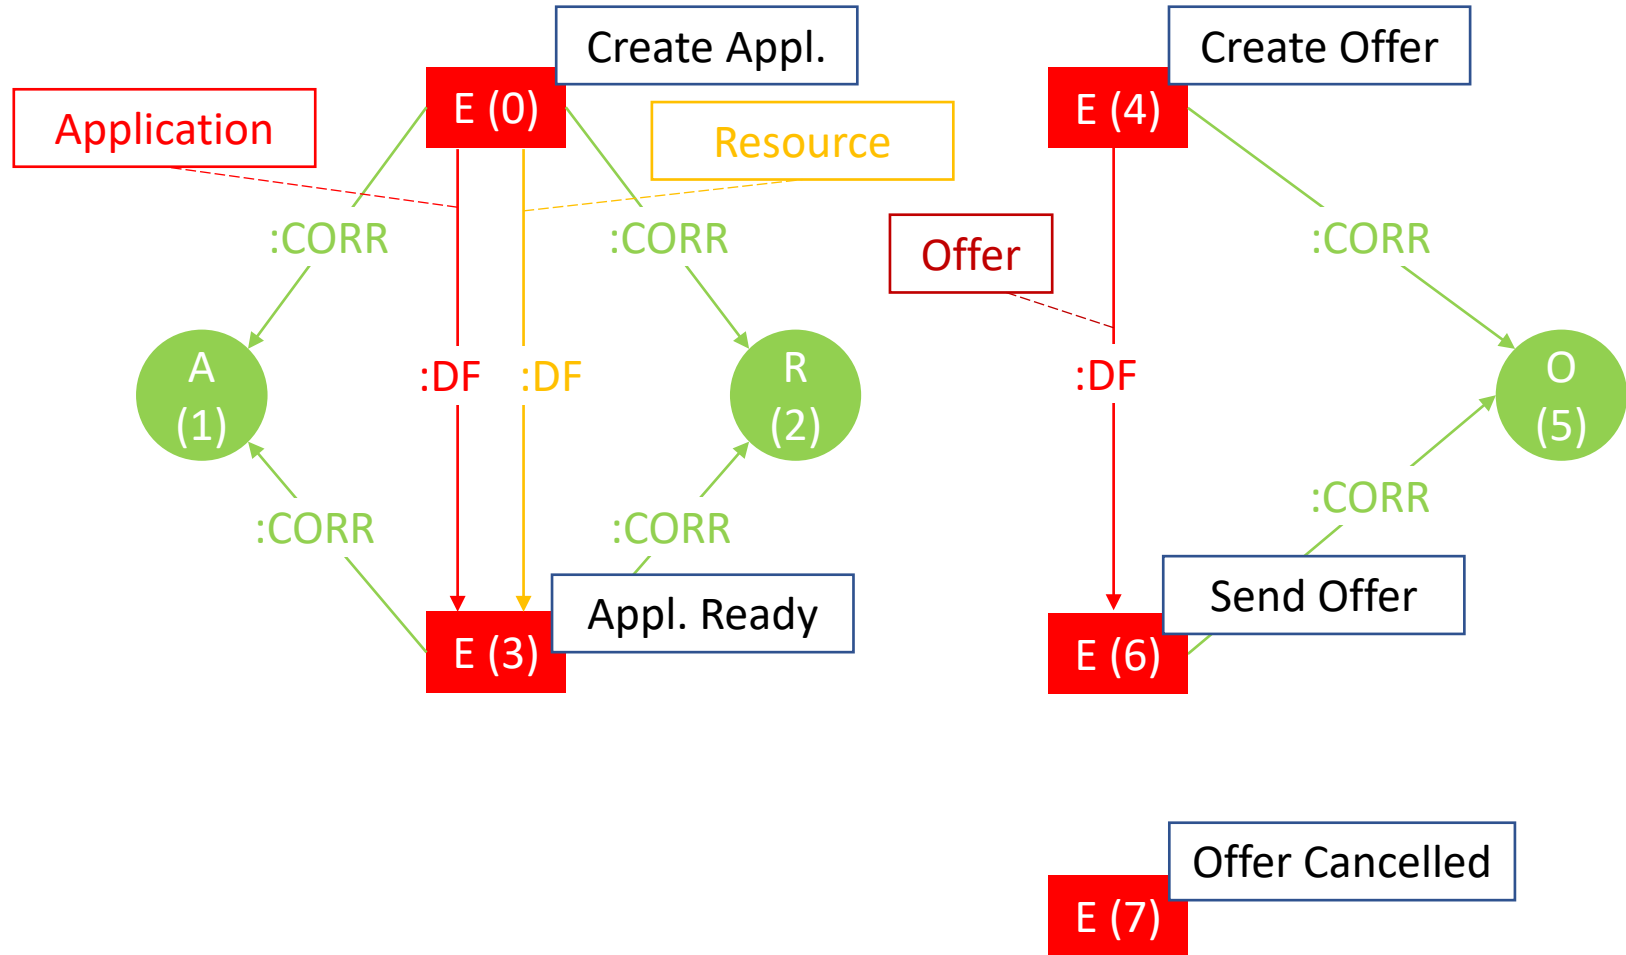 Create Appl.
Create Offer
E (0)
E (4)
Application
Resource
:CORR
:CORR
Offer
:CORR
A
(1)
:DF
:DF
R
(2)
:DF
O
(5)
:CORR
:CORR
:CORR
Appl. Ready
Send Offer
E (3)
E (6)
Offer Cancelled
E (7)